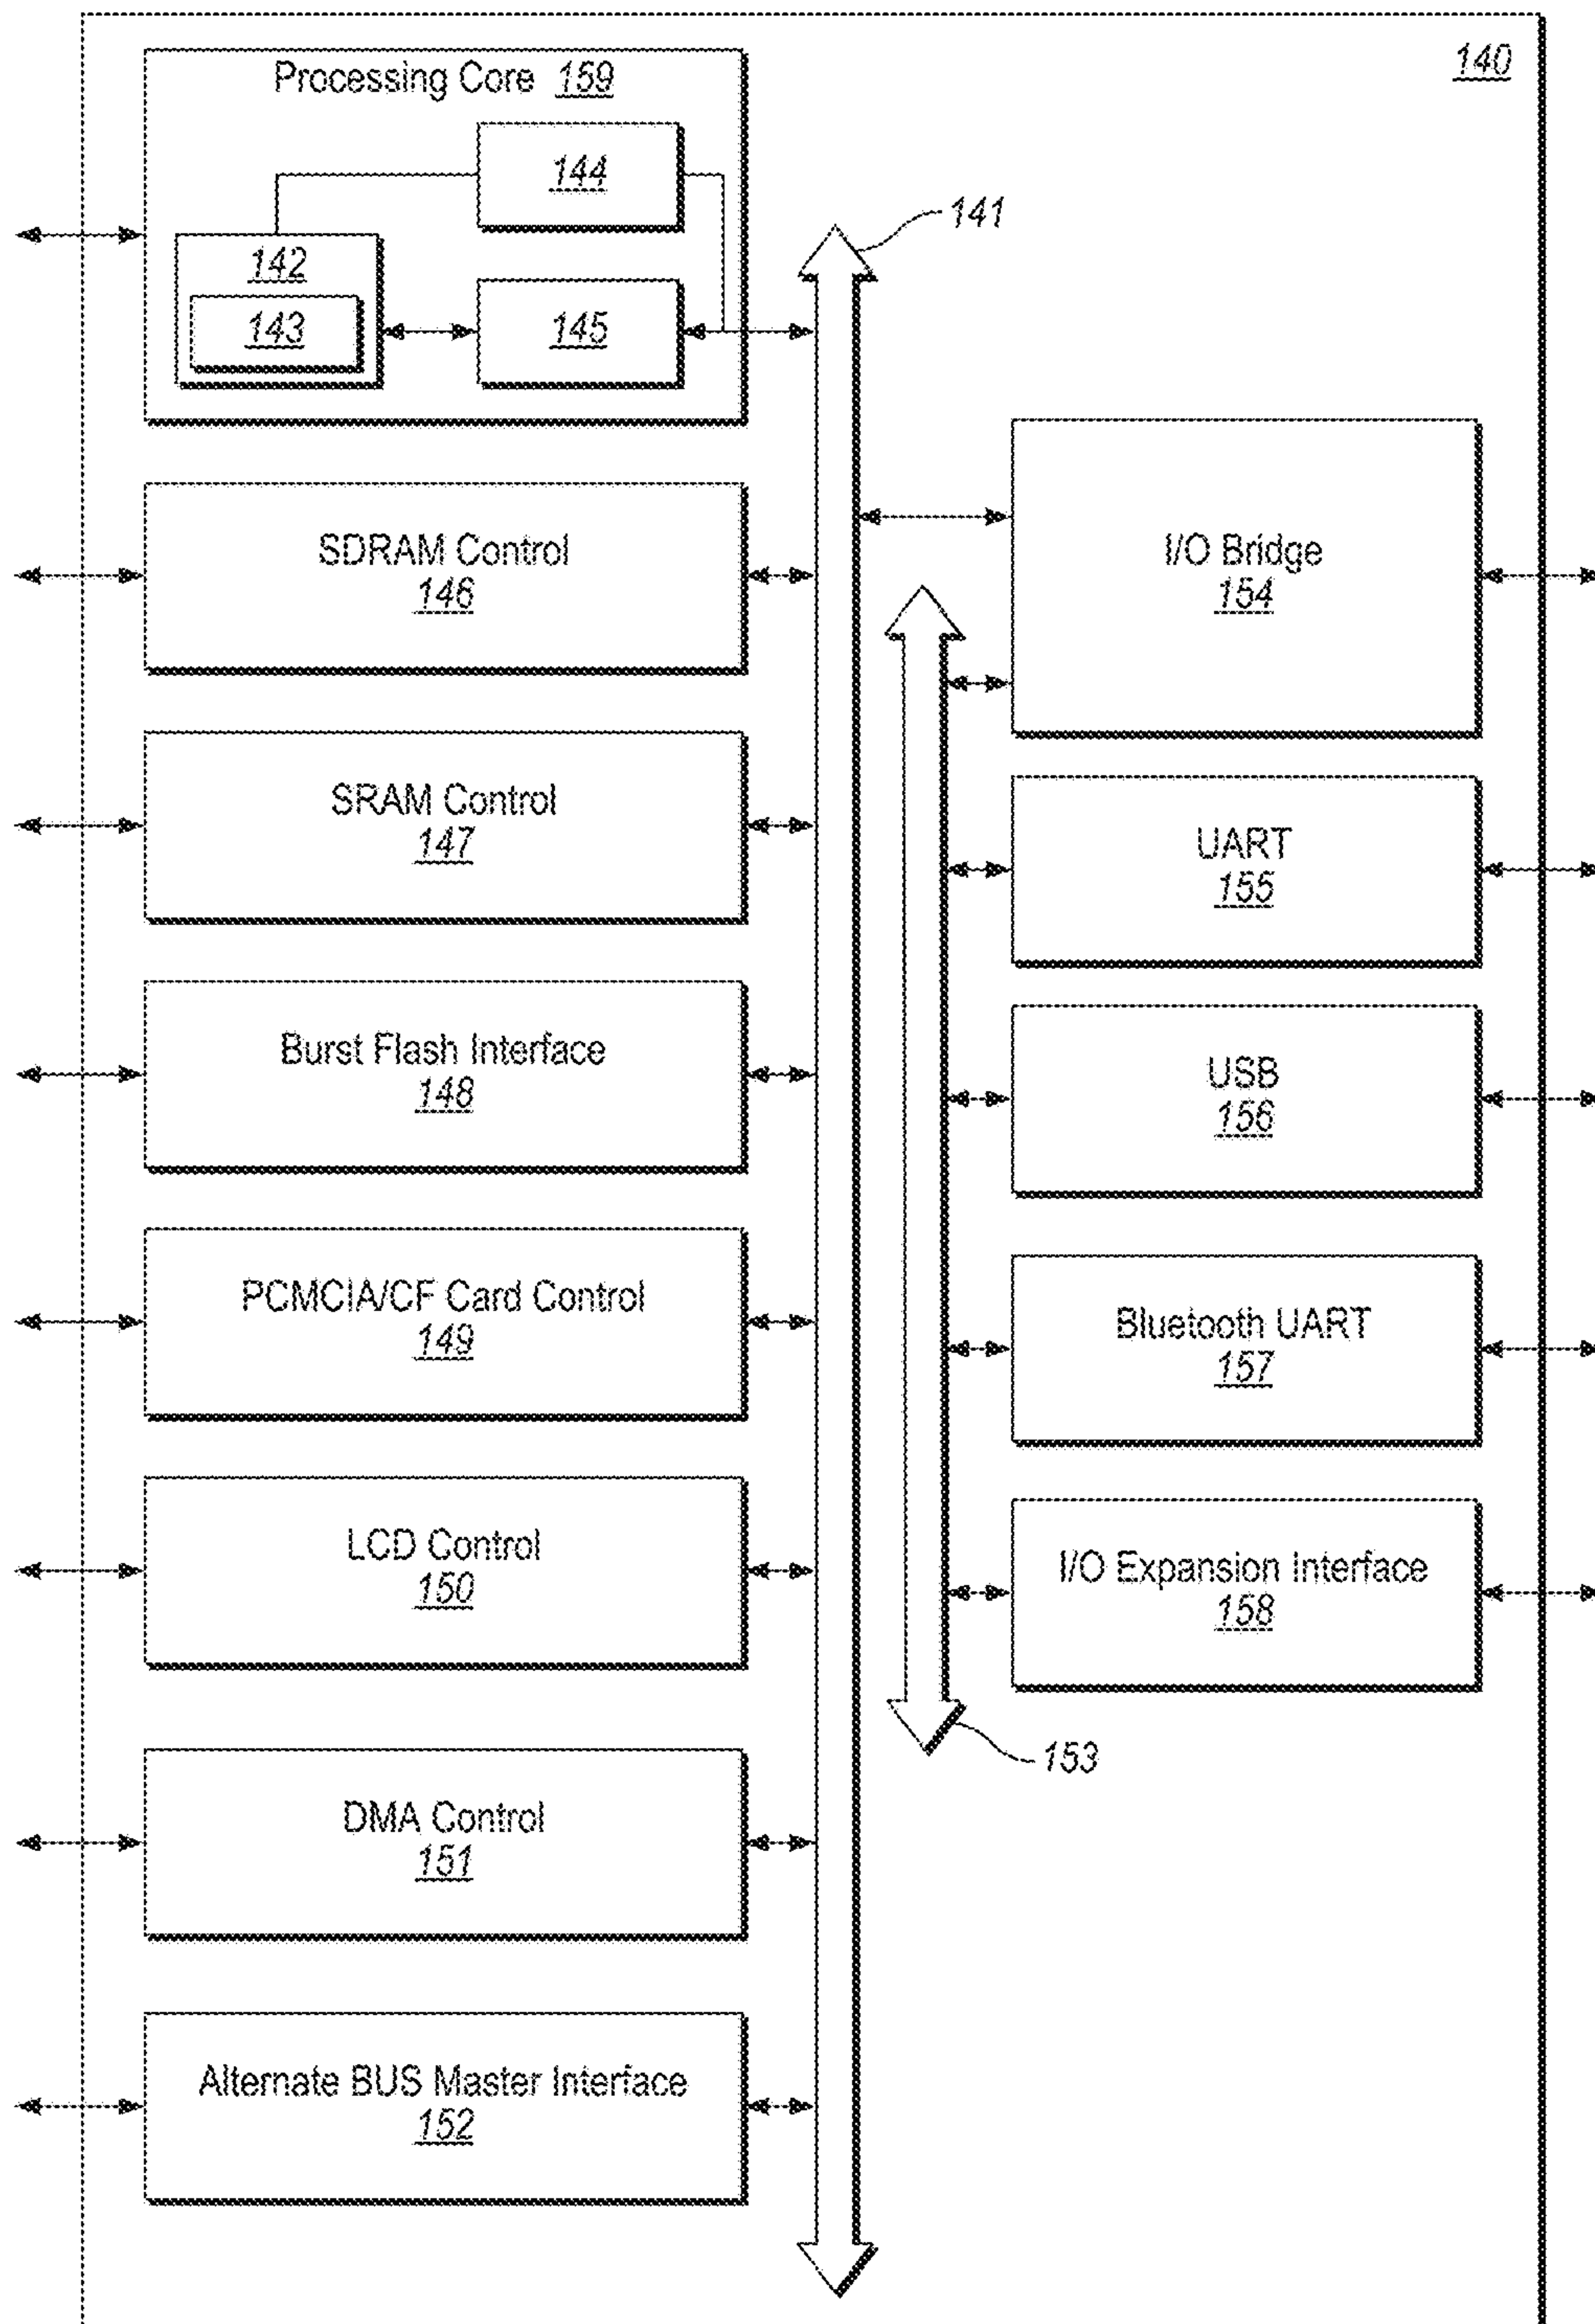 140
Processing Core 159
144
142
143
145
141
SDRAM Control
146
SRAM Control
147
Burst Flash Interface
148
PCMCIA/CF Card Control
149
LCD Control
150
DMA Control
151
Alternate BUS Master Interface
152
I/O Bridge
154
UART
155
USB
156
Bluetooth UART
157
I/O Expansion Interface
158
153